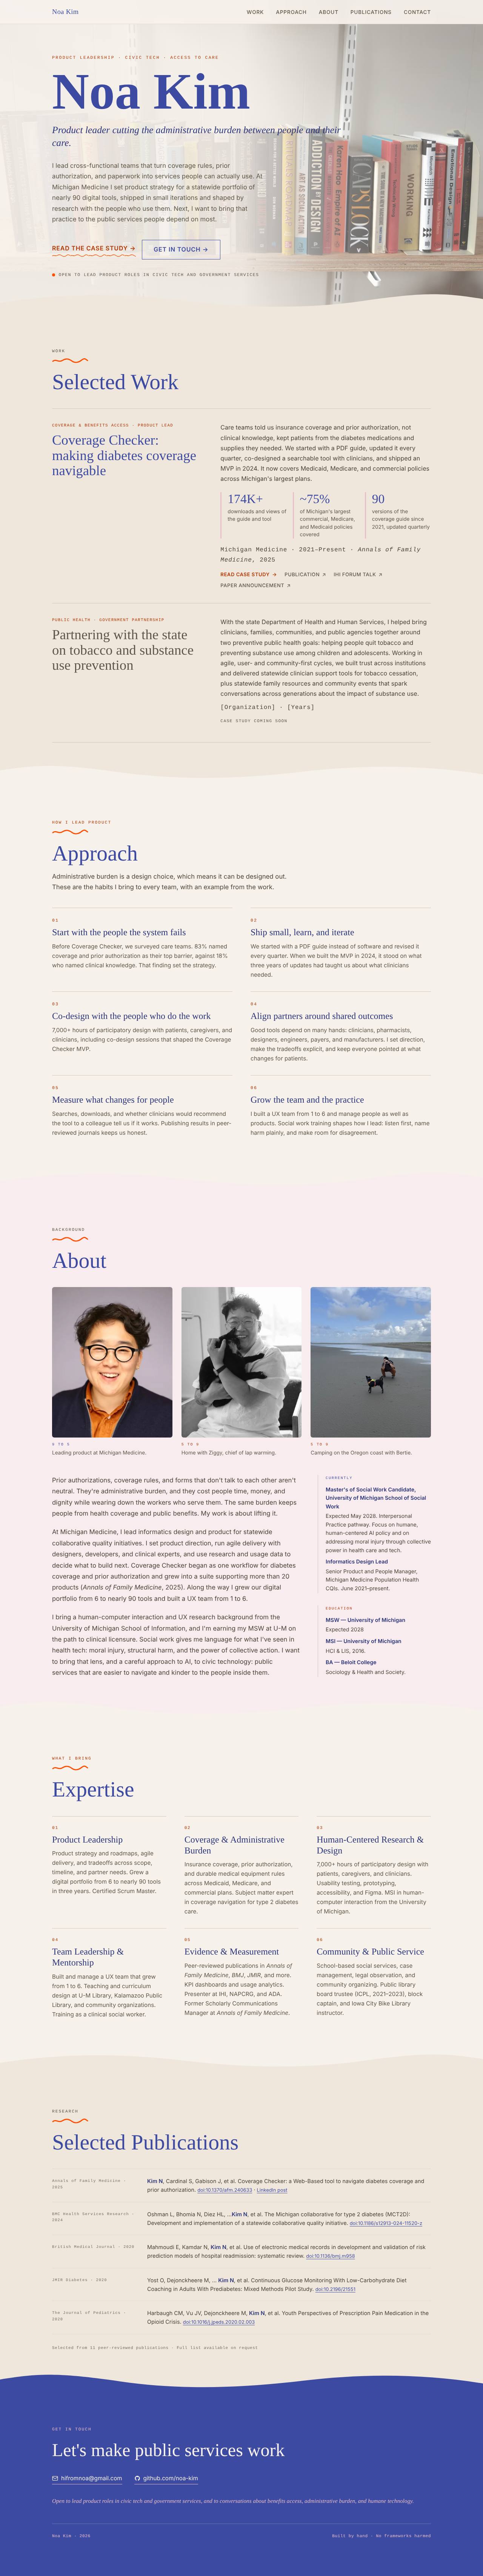 Noa Kim
WORK APPROACH ABOUT PUBLICATIONS CONTACT
PRODUCT LEADERSHIP · CIVIC TECH · ACCESS TO CARE
Noa Kim
Product leader cutting the administrative burden between people and their
care.
I lead cross-functional teams that turn coverage rules, prior
authorization, and paperwork into services people can actually use. At
Michigan Medicine I set product strategy for a statewide portfolio of
nearly 90 digital tools, shipped in small iterations and shaped by
research with the people who use them. Next, I want to bring that
practice to the public services people depend on most.
READ THE CASE STUDY →
GET IN TOUCH →
OPEN TO LEAD PRODUCT ROLES IN CIVIC TECH AND GOVERNMENT SERVICES
ADDICTION BY DESIGN
Karen Hao Empire of AI
CAPS LOCK
WORKING
Emotional Design
WORK
Selected Work
COVERAGE & BENEFITS ACCESS · PRODUCT LEAD
Coverage Checker:
making diabetes coverage
navigable
Care teams told us insurance coverage and prior authorization, not
clinical knowledge, kept patients from the diabetes medications and
supplies they needed. We started with a PDF guide, updated it every
quarter, co-designed a searchable tool with clinicians, and shipped an
MVP in 2024. It now covers Medicaid, Medicare, and commercial policies
across Michigan's largest plans.
174K+
downloads and views of
the guide and tool
~75%
of Michigan's largest
commercial, Medicare,
and Medicaid policies
covered
90
versions of the
coverage guide since
2021, updated quarterly
Michigan Medicine · 2021–Present · Annals of Family
Medicine, 2025
READ CASE STUDY → PUBLICATION ↗ IHI FORUM TALK ↗
PAPER ANNOUNCEMENT ↗
PUBLIC HEALTH · GOVERNMENT PARTNERSHIP
Partnering with the state
on tobacco and substance
use prevention
With the state Department of Health and Human Services, I helped bring
clinicians, families, communities, and public agencies together around
two preventive public health goals: helping people quit tobacco and
preventing substance use among children and adolescents. Working in
agile, user- and community-first cycles, we built trust across institutions
and delivered statewide clinician support tools for tobacco cessation,
plus statewide family resources and community events that spark
conversations across generations about the impact of substance use.
[Organization] · [Years]
CASE STUDY COMING SOON
HOW I LEAD PRODUCT
Approach
Administrative burden is a design choice, which means it can be designed out.
These are the habits I bring to every team, with an example from the work.
01
Start with the people the system fails
Before Coverage Checker, we surveyed care teams. 83% named
coverage and prior authorization as their top barrier, against 18%
who named clinical knowledge. That finding set the strategy.
02
Ship small, learn, and iterate
We started with a PDF guide instead of software and revised it
every quarter. When we built the MVP in 2024, it stood on what
three years of updates had taught us about what clinicians
needed.
03
Co-design with the people who do the work
7,000+ hours of participatory design with patients, caregivers, and
clinicians, including co-design sessions that shaped the Coverage
Checker MVP.
04
Align partners around shared outcomes
Good tools depend on many hands: clinicians, pharmacists,
designers, engineers, payers, and manufacturers. I set direction,
make the tradeoffs explicit, and keep everyone pointed at what
changes for patients.
05
Measure what changes for people
Searches, downloads, and whether clinicians would recommend
the tool to a colleague tell us if it works. Publishing results in peer-
reviewed journals keeps us honest.
06
Grow the team and the practice
I built a UX team from 1 to 6 and manage people as well as
products. Social work training shapes how I lead: listen first, name
harm plainly, and make room for disagreement.
BACKGROUND
About
Leading product at Michigan Medicine.
Home with Ziggy, chief of lap warming.
Camping on the Oregon coast with Bertie.
Prior authorizations, coverage rules, and forms that don't talk to each other aren't
neutral. They're administrative burdens, and they cost people time, money, and
dignity while wearing down the workers who operate them. The same burden keeps
people from health coverage and public benefits. My work is about lifting it.
At Michigan Medicine, I lead informatics design and product for statewide
collaborative quality initiatives. I set product direction, run agile delivery with
designers, developers, and clinical experts, and use research and usage data to
decide what to build next. Coverage Checker began as one workflow for diabetes
coverage and prior authorization and grew into a suite supporting more than 20
products (Annals of Family Medicine, 2025). Along the way I grew our digital
portfolio from 6 to nearly 90 tools and built a UX team from 1 to 6.
I bring a human-computer interaction and UX research background from the
University of Michigan School of Information, and I'm earning my MSW at U-M on
the path to clinical licensure. Social work gives me language for what I've seen in
health tech: moral injury, structural harm, and the power of collective action. I want
to bring that lens, and a careful approach to AI, to civic technology: public
services that are easier to navigate and kinder to the people inside them.
CURRENTLY
Master's of Social Work Candidate,
University of Michigan School of Social
Work
Expected May 2028. Interpersonal
Practice pathway. Focus on humane,
human-centered AI policy and on
addressing moral injury through collective
power in health care and tech.
Informatics Design Lead
Senior Product and People Manager,
Michigan Medicine Population Health
CQIs. June 2021–present.
EDUCATION
MSW — University of Michigan
Expected 2028
MSI — University of Michigan
HCI & LIS, 2016.
BA — Beloit College
Sociology & Health and Society.
WHAT I BRING
Expertise
01
Product Leadership
Product strategy and roadmaps, agile
delivery, and tradeoffs across scope,
timeline, and partner needs. Grew a
digital portfolio from 6 to nearly 90 tools
in three years. Certified Scrum Master.
02
Coverage & Administrative
Burden
Insurance coverage, prior authorization,
and durable medical equipment rules
across Medicaid, Medicare, and
commercial plans. Subject matter expert
in coverage navigation for type 2 diabetes
care.
03
Human-Centered Research &
Design
7,000+ hours of participatory design with
patients, caregivers, and clinicians.
Usability testing, prototyping,
accessibility, and Figma. MSI in human-
computer interaction from the University
of Michigan.
04
Team Leadership &
Mentorship
Built and manage a UX team that grew
from 1 to 6. Teaching and curriculum
design at U-M Library, Kalamazoo Public
Library, and community organizations.
Training as a clinical social worker.
05
Evidence & Measurement
Peer-reviewed publications in Annals of
Family Medicine, BMJ, JMIR, and more.
KPI dashboards and usage analytics.
Presenter at IHI, NAPCRG, and ADA.
Former Scholarly Communications
Manager at Annals of Family Medicine.
06
Community & Public Service
School-based social services, case
management, legal observation, and
community organizing. Public library
board trustee (ICPL, 2021–2023), block
captain, and Iowa City Bike Library
instructor.
RESEARCH
Selected Publications
Annals of Family Medicine ·
2025
Kim N, Cardinal S, Gabison J, et al. Coverage Checker: a Web-Based tool to navigate diabetes coverage and
prior authorization. doi:10.1370/afm.240633 · LinkedIn post
BMC Health Services Research ·
2024
Oshman L, Bhomia N, Diez HL, ...Kim N, et al. The Michigan collaborative for type 2 diabetes (MCT2D):
Development and implementation of a statewide collaborative quality initiative. doi:10.1186/s12913-024-11520-z
British Medical Journal · 2020
Mahmoudi E, Kamdar N, Kim N, et al. Use of electronic medical records in development and validation of risk
prediction models of hospital readmission: systematic review. doi:10.1136/bmj.m958
JMIR Diabetes · 2020
Yost O, Dejonckheere M, ... Kim N, et al. Continuous Glucose Monitoring With Low-Carbohydrate Diet
Coaching in Adults With Prediabetes: Mixed Methods Pilot Study. doi:10.2196/21551
The Journal of Pediatrics ·
2020
Harbaugh CM, Vu JV, Dejonckheere M, Kim N, et al. Youth Perspectives of Prescription Pain Medication in the
Opioid Crisis. doi:10.1016/j.jpeds.2020.02.003
Selected from 11 peer-reviewed publications · Full list available on request
GET IN TOUCH
Let's make public services work
hifromnoa@gmail.com github.com/noa-kim
Open to lead product roles in civic tech and government services, and to conversations about benefits access, administrative burden, and humane technology.
Noa Kim · 2026
Built by hand · No frameworks harmed